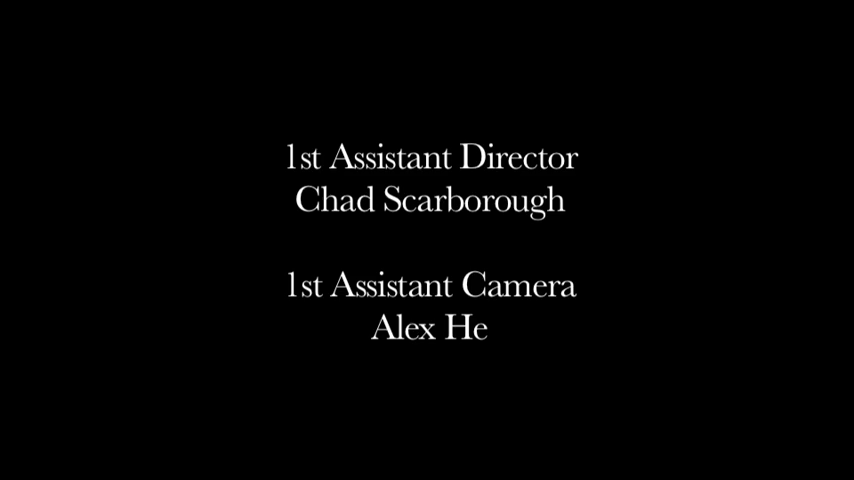 1st Assistant Director
Chad Scarborough
1st Assistant Camera
Alex He